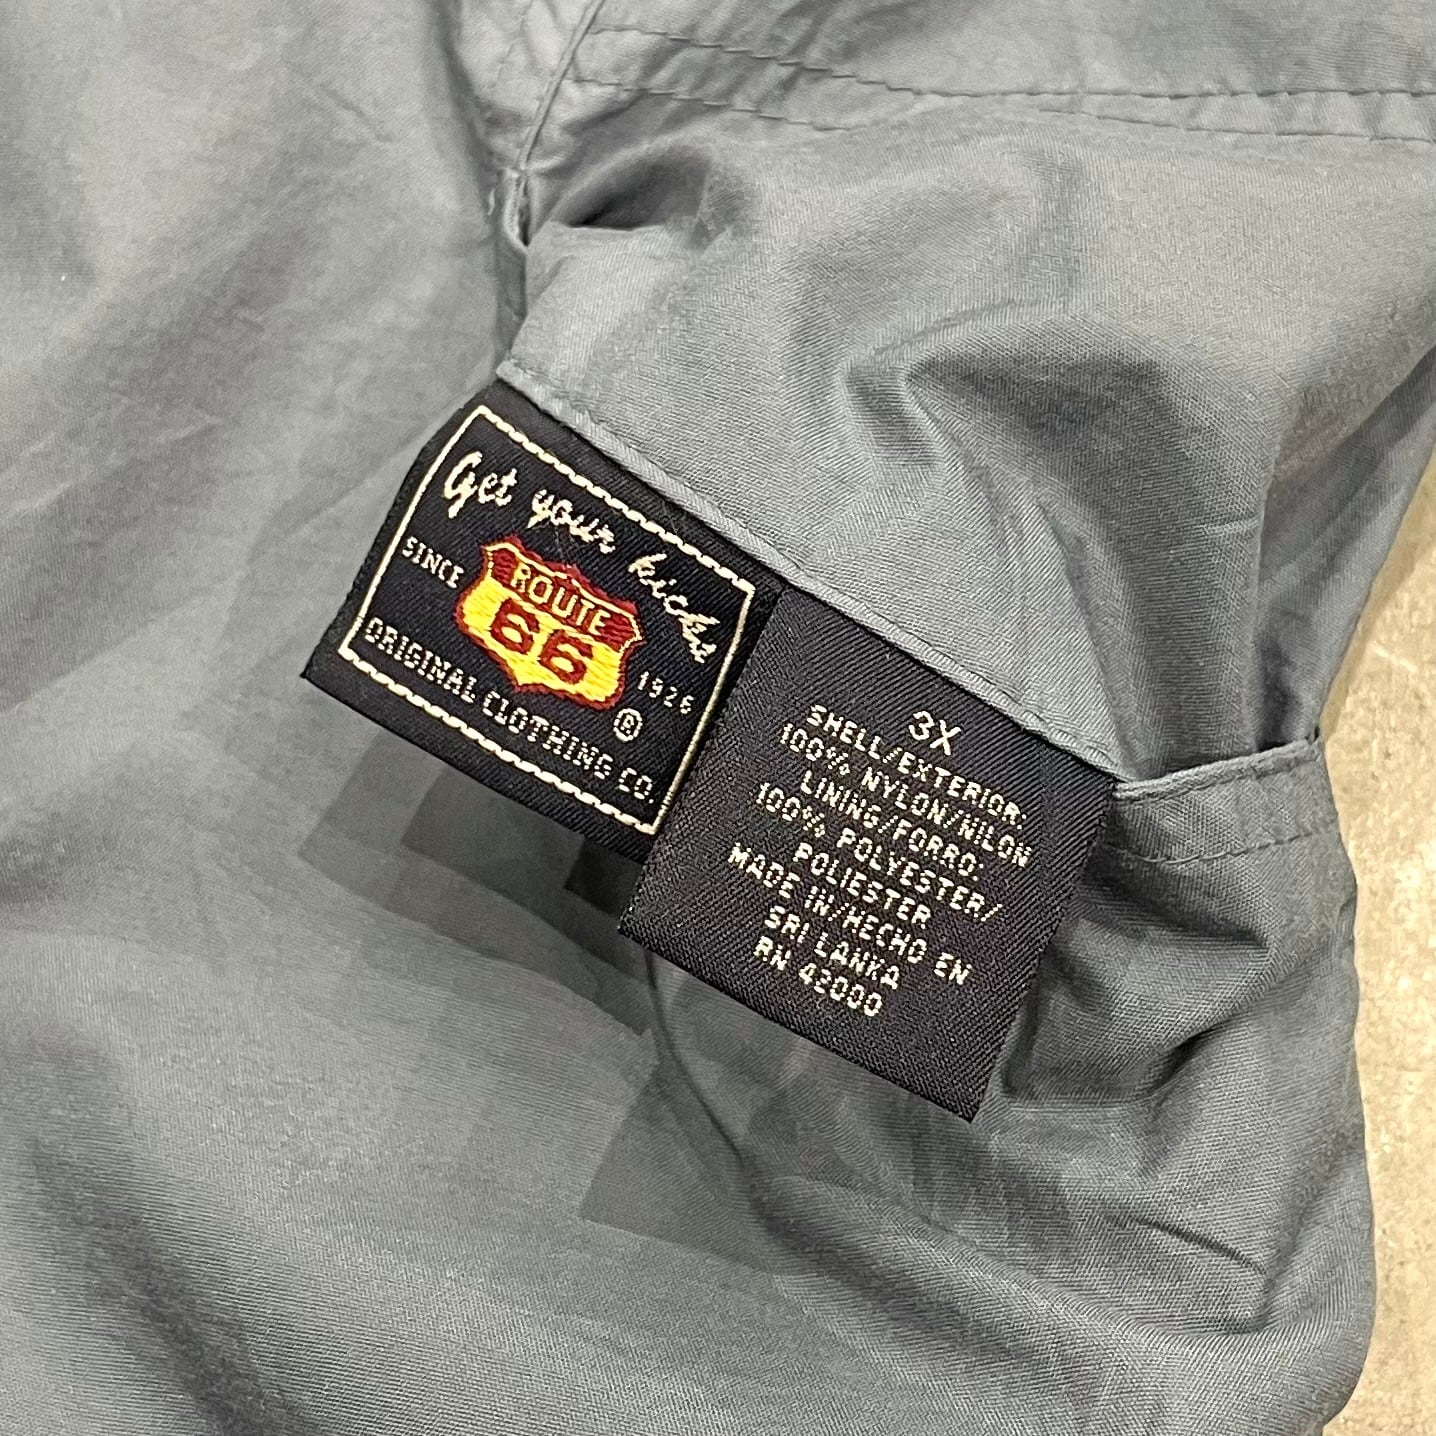 Get your kicks
SINCE
ROUTE
66
1926
®
ORIGINAL CLOTHING CO.
3X
SHELL/EXTERIOR:
100% NYLON/NILON
LINING/FORRO:
100% POLYESTER/
POLIESTER
MADE IN/HECHO EN
SRI LANKA
RN 42000